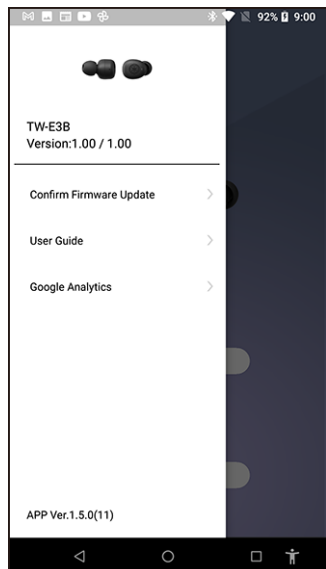 92% 9:00
TW-E3B
Version:1.00 / 1.00
Confirm Firmware Update
User Guide
Google Analytics
APP Ver.1.5.0(11)